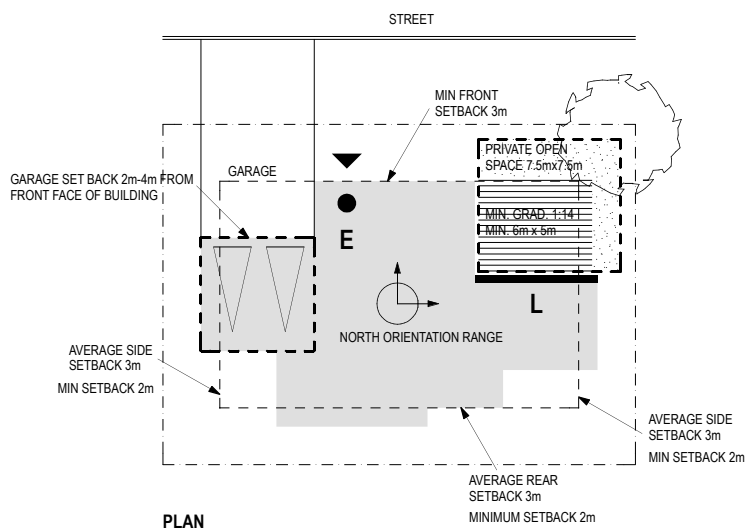 STREET
MIN FRONT
SETBACK 3m
PRIVATE OPEN
SPACE 7.5mx7.5m
GARAGE
GARAGE SET BACK 2m-4m FROM
FRONT FACE OF BUILDING
MIN. GRAD. 1:14
MIN. 6m x 5m
E
L
NORTH ORIENTATION RANGE
AVERAGE SIDE
SETBACK 3m
MIN SETBACK 2m
AVERAGE SIDE
SETBACK 3m
MIN SETBACK 2m
AVERAGE REAR
SETBACK 3m
MINIMUM SETBACK 2m
PLAN